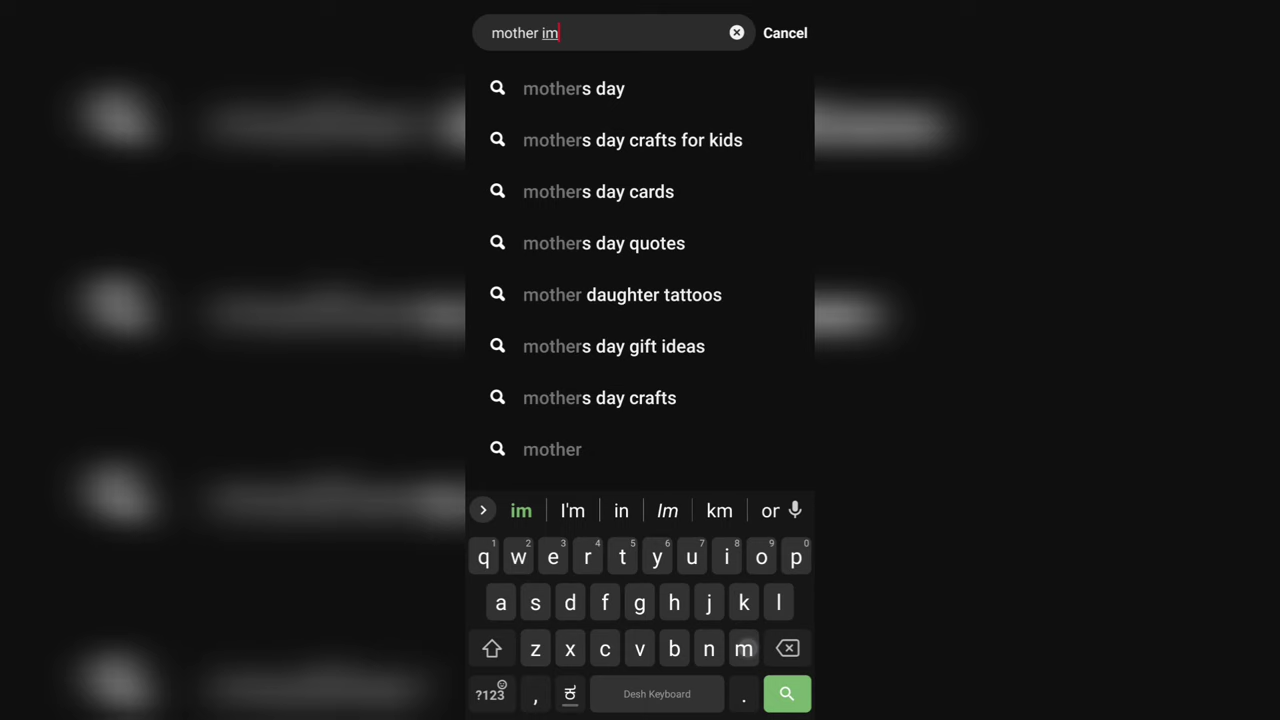 mother im Cancel
mothers day
mothers day crafts for kids
mothers day cards
mothers day quotes
mother daughter tattoos
mothers day gift ideas
mothers day crafts
mother
im I'm in Im km or
1 2 3 4 5 6 7 8 9 0
q w e r t y u i o p
a s d f g h j k l
z x c v b n m
?123 , ಕ Desh Keyboard .